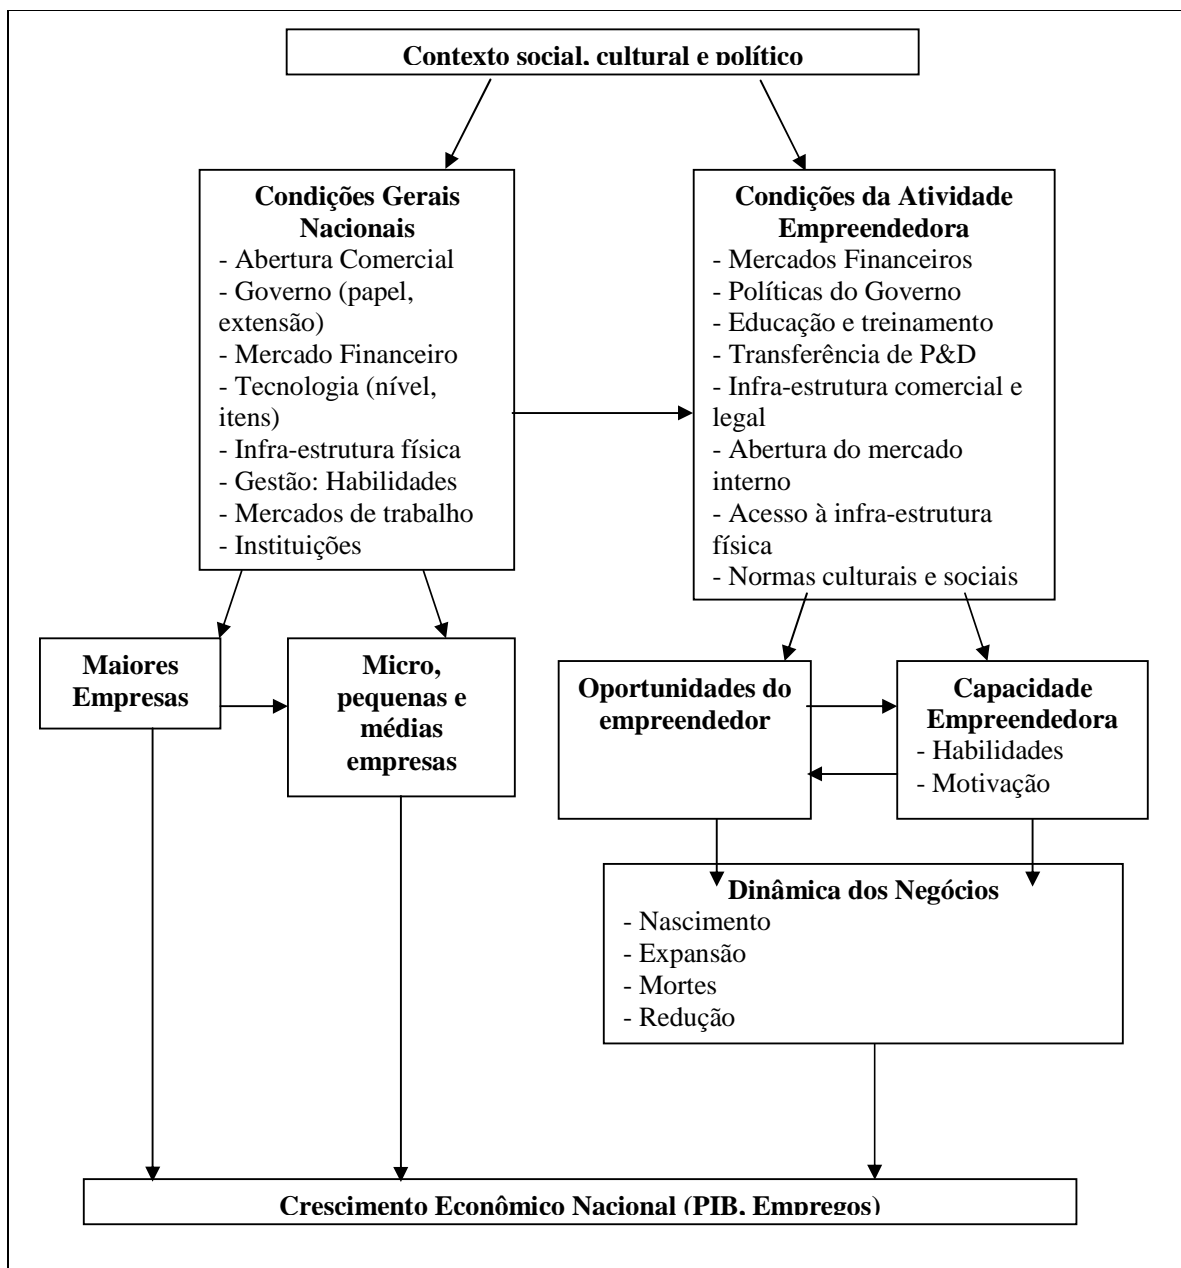 Contexto social, cultural e político
Condições Gerais
Nacionais
- Abertura Comercial
- Governo (papel,
extensão)
- Mercado Financeiro
- Tecnologia (nível,
itens)
- Infra-estrutura física
- Gestão: Habilidades
- Mercados de trabalho
- Instituições
Condições da Atividade
Empreendedora
- Mercados Financeiros
- Políticas do Governo
- Educação e treinamento
- Transferência de P&D
- Infra-estrutura comercial e
legal
- Abertura do mercado
interno
- Acesso à infra-estrutura
física
- Normas culturais e sociais
Maiores
Empresas
Micro,
pequenas e
médias
empresas
Oportunidades do
empreendedor
Capacidade
Empreendedora
- Habilidades
- Motivação
Dinâmica dos Negócios
- Nascimento
- Expansão
- Mortes
- Redução
Crescimento Econômico Nacional (PIB, Empregos)